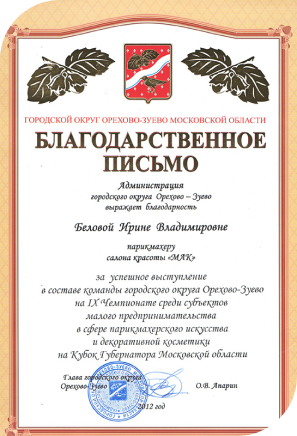 ГОРОДСКОЙ ОКРУГ ОРЕХОВО-ЗУЕВО МОСКОВСКОЙ ОБЛАСТИ
БЛАГОДАРСТВЕННОЕ
ПИСЬМО
Администрация
городского округа Орехово – Зуево
выражает благодарность
Беловой Ирине Владимировне
парикмахеру
салона красоты «МАК»
за успешное выступление
в составе команды городского округа Орехово-Зуево
на IX Чемпионате среди субъектов
малого предпринимательства
в сфере парикмахерского искусства
и декоративной косметики
на Кубок Губернатора Московской области
Глава городского округа
Орехово-Зуево О.В. Апарин
2012 год